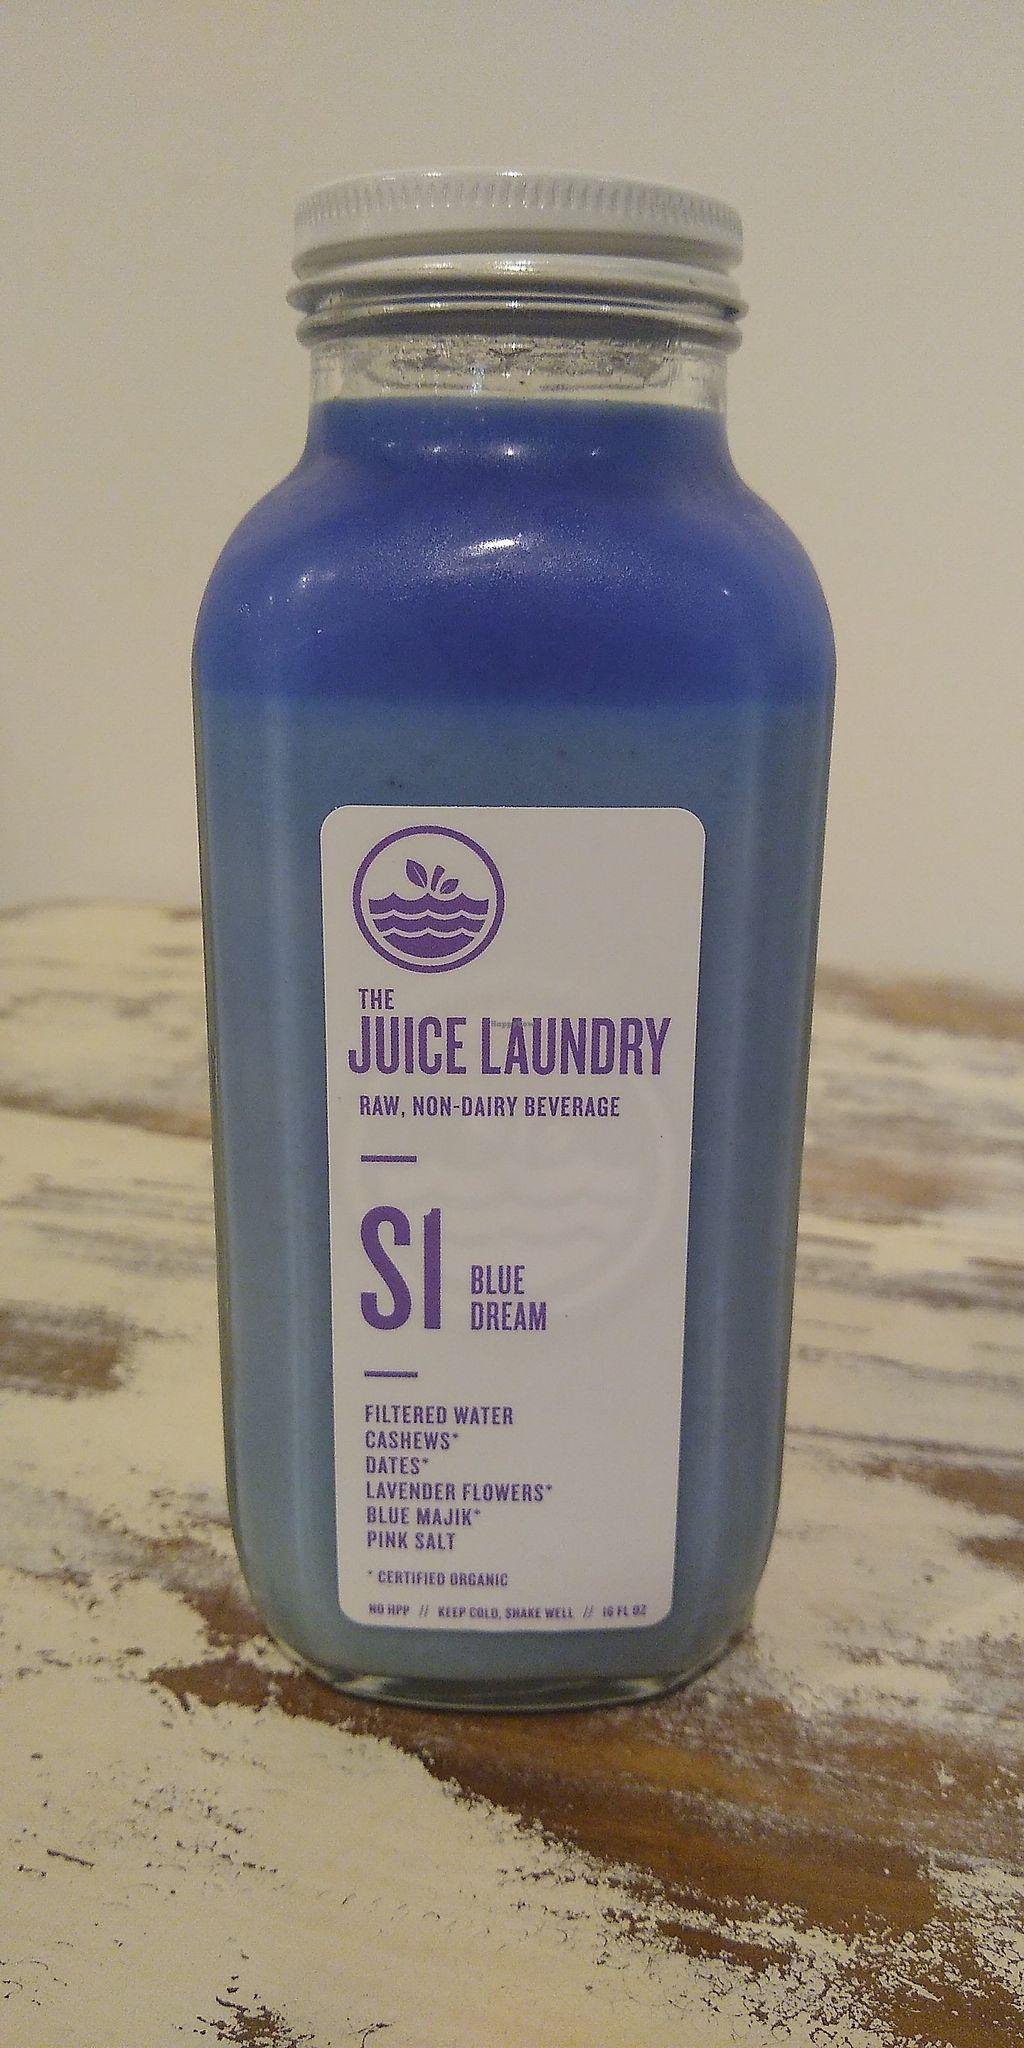 THE
JUICE LAUNDRY
RAW, NON-DAIRY BEVERAGE
S1
BLUE
DREAM
FILTERED WATER
CASHEWS*
DATES*
LAVENDER FLOWERS*
BLUE MAJIK*
PINK SALT
* CERTIFIED ORGANIC
NO HPP // KEEP COLD, SHAKE WELL // 16 FL OZ